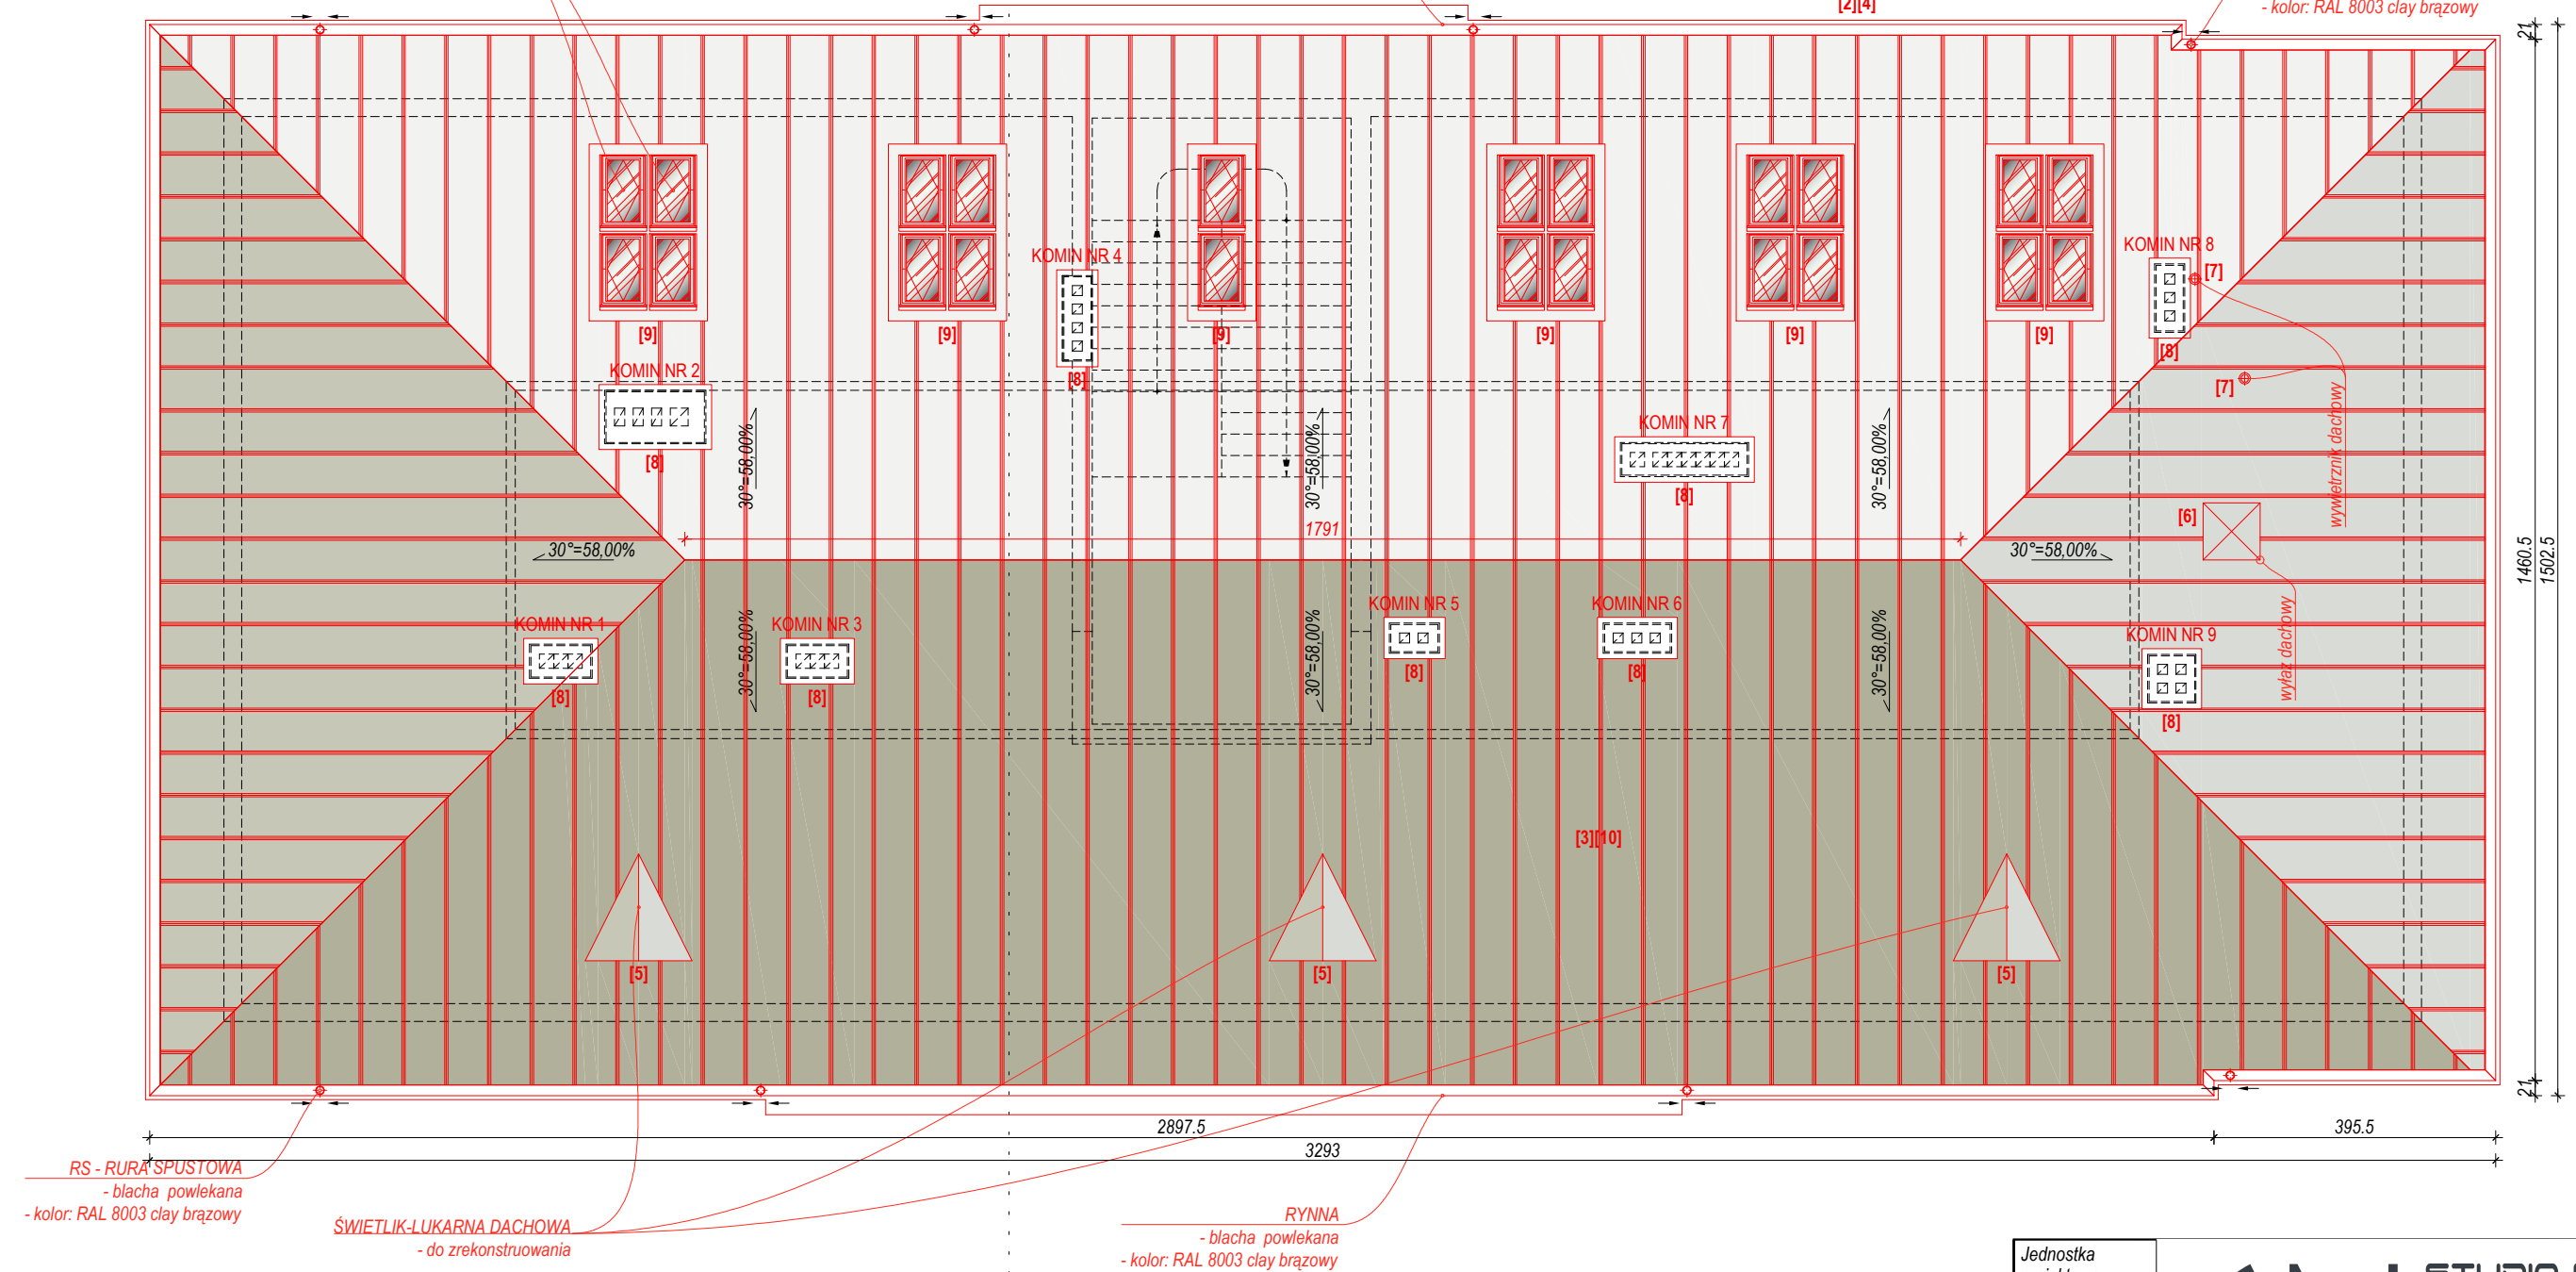 [2][4]
- kolor: RAL 8003 clay brązowy
21
KOMIN NR 4
KOMIN NR 8
[7]
[9]
[9]
[9]
[9]
[9]
[9]
[8]
KOMIN NR 2
[8]
[7]
wywietrznik dachowy
KOMIN NR 7
[8]
30°=58,00%
30°=58,00%
30°=58,00%
[8]
[6]
1791
30°=58,00%
30°=58,00%
1460.5
1502.5
KOMIN NR 1
KOMIN NR 3
KOMIN NR 5
KOMIN NR 6
KOMIN NR 9
wyłaz dachowy
30°=58,00%
30°=58,00%
30°=58,00%
[8]
[8]
[8]
[8]
[8]
[3][10]
[5]
[5]
[5]
21
2897.5
395.5
3293
RS - RURA SPUSTOWA
- blacha powlekana
- kolor: RAL 8003 clay brązowy
ŚWIETLIK-LUKARNA DACHOWA
- do zrekonstruowania
RYNNA
- blacha powlekana
- kolor: RAL 8003 clay brązowy
Jednostka